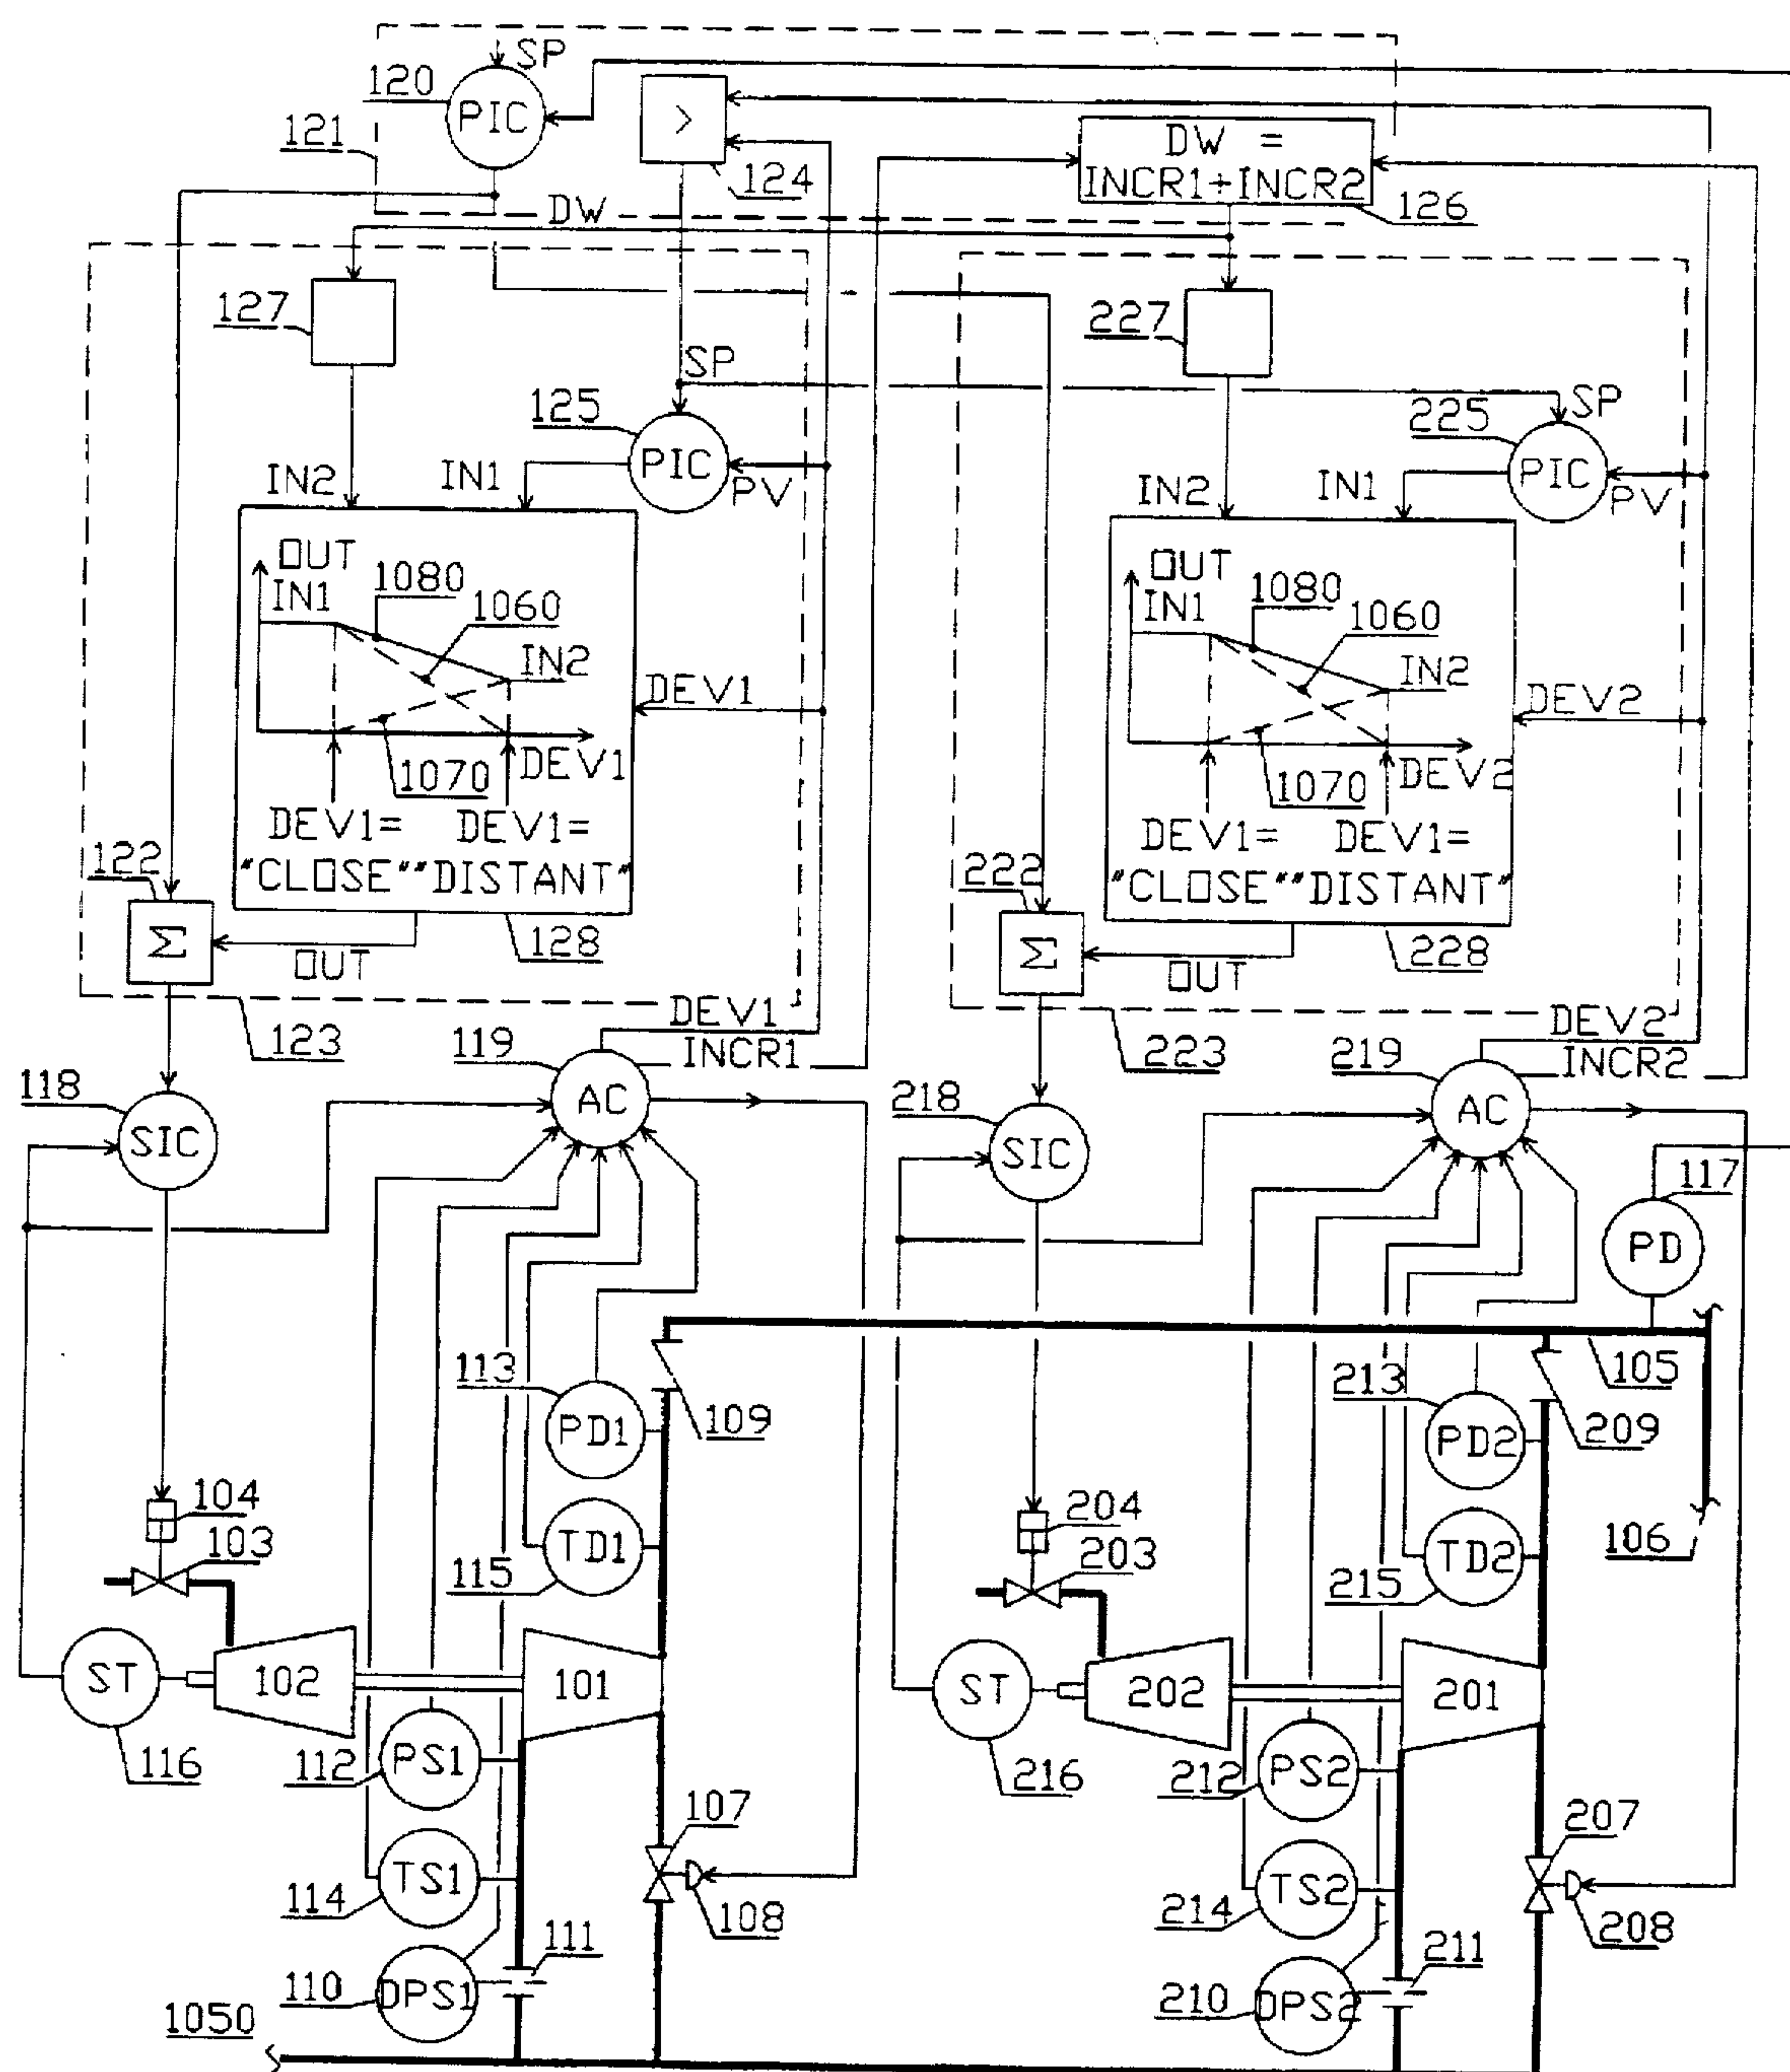 SP
120
PIC
>
121
124
DW =
INCR1+INCR2
126
DW
127
227
SP
SP
125
225
PIC
PIC
IN2
IN1
PV
IN2
IN1
PV
OUT
1080
IN1
1060
IN2
DEV1
1070
DEV1
DEV1= DEV1=
"CLOSE""DISTANT"
OUT
1080
IN1
1060
IN2
DEV2
1070
DEV2
DEV1= DEV1=
"CLOSE""DISTANT"
122
Σ
128
OUT
222
Σ
228
OUT
123
DEV1
INCR1
119
AC
223
DEV2
INCR2
219
AC
118
SIC
218
SIC
117
PD
113
PD1
109
105
213
PD2
209
104
103
TD1
115
204
203
TD2
215
106
ST
102
101
116
ST
202
201
216
PS1
112
PS2
212
107
207
TS1
114
108
TS2
214
208
111
110
DPS1
211
210
DPS2
1050